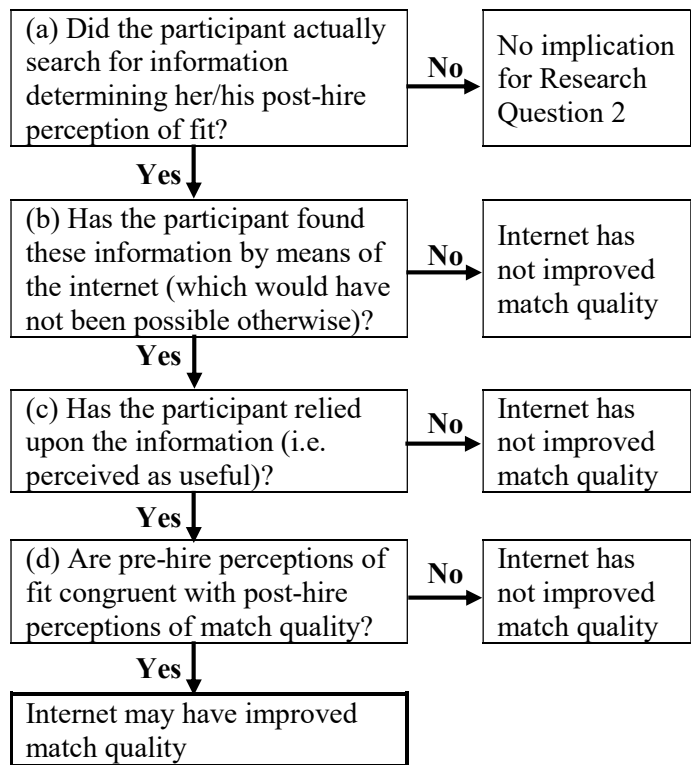 (a) Did the participant actually
search for information
determining her/his post-hire
perception of fit?
No
No implication
for Research
Question 2
Yes
(b) Has the participant found
these information by means of
the internet (which would have
not been possible otherwise)?
No
Internet has
not improved
match quality
Yes
(c) Has the participant relied
upon the information (i.e.
perceived as useful)?
No
Internet has
not improved
match quality
Yes
(d) Are pre-hire perceptions of
fit congruent with post-hire
perceptions of match quality?
No
Internet has
not improved
match quality
Yes
Internet may have improved
match quality